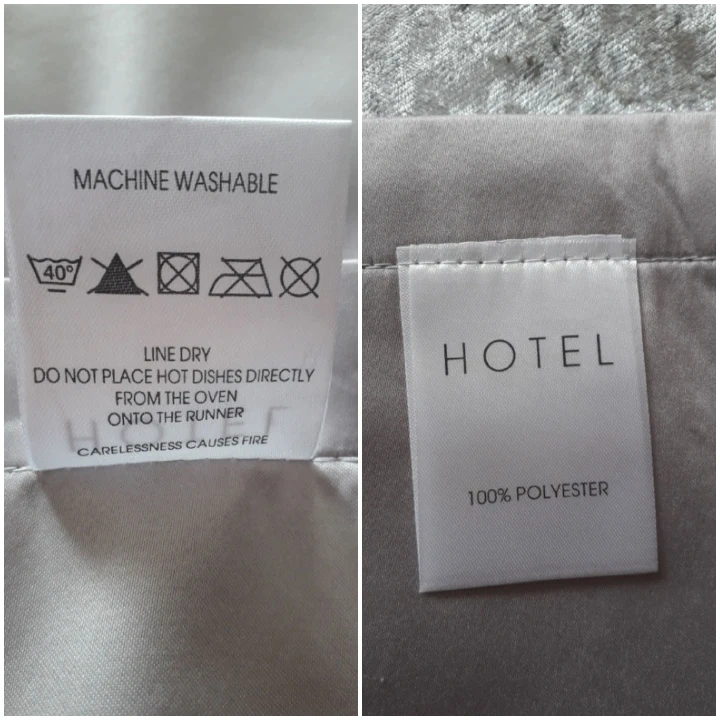 MACHINE WASHABLE
40°
LINE DRY
DO NOT PLACE HOT DISHES DIRECTLY
FROM THE OVEN
ONTO THE RUNNER
CARELESSNESS CAUSES FIRE
HOTEL
100% POLYESTER